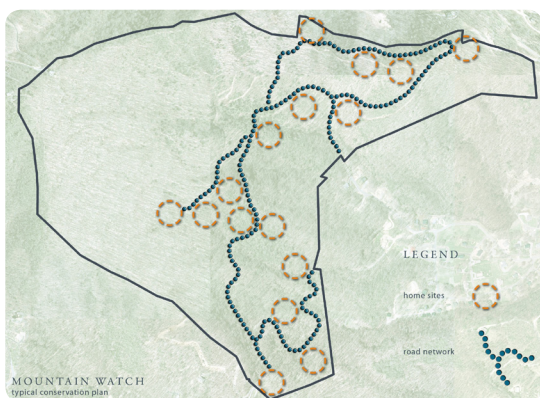 LEGEND
home sites
road network
MOUNTAIN WATCH
typical conservation plan